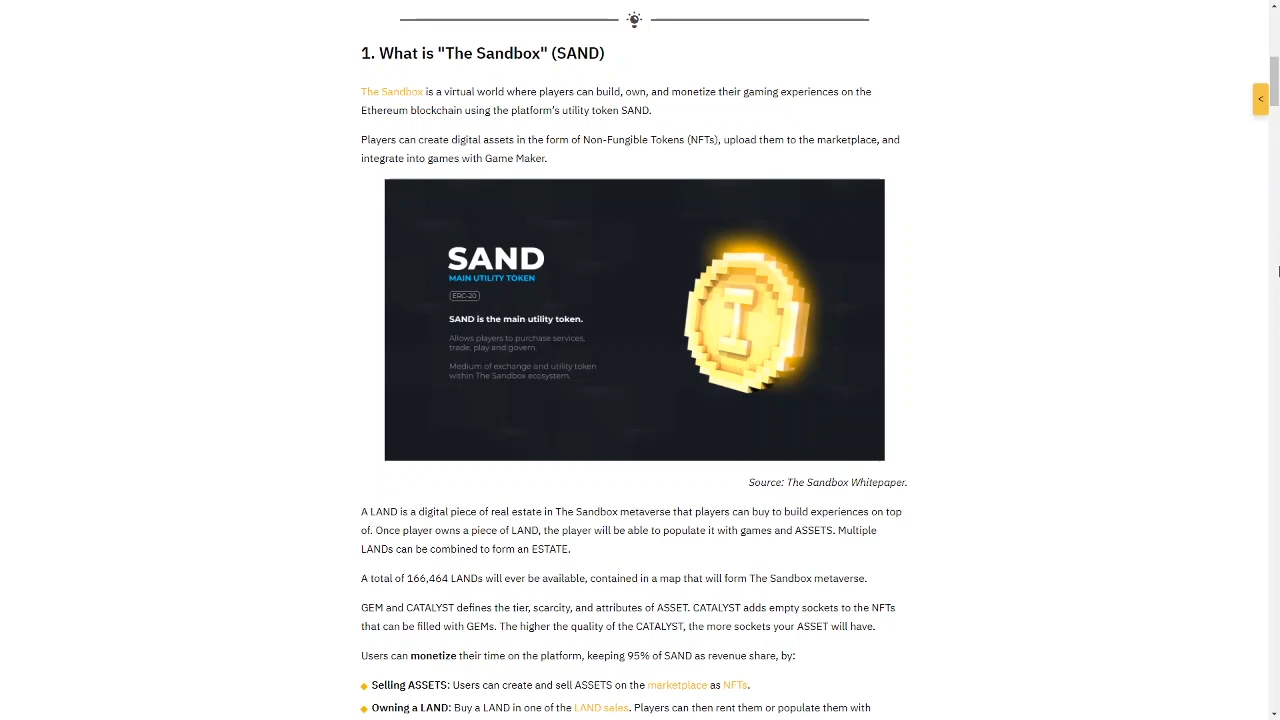 1. What is "The Sandbox" (SAND)
The Sandbox is a virtual world where players can build, own, and monetize their gaming experiences on the
Ethereum blockchain using the platform's utility token SAND.
Players can create digital assets in the form of Non-Fungible Tokens (NFTs), upload them to the marketplace, and
integrate into games with Game Maker.
SAND
MAIN UTILITY TOKEN
ERC-20
SAND is the main utility token.
Allows players to purchase services,
trade, play and govern.
Medium of exchange and utility token
within The Sandbox ecosystem.
Source: The Sandbox Whitepaper.
A LAND is a digital piece of real estate in The Sandbox metaverse that players can buy to build experiences on top
of. Once player owns a piece of LAND, the player will be able to populate it with games and ASSETS. Multiple
LANDs can be combined to form an ESTATE.
A total of 166,464 LANDs will ever be available, contained in a map that will form The Sandbox metaverse.
GEM and CATALYST defines the tier, scarcity, and attributes of ASSET. CATALYST adds empty sockets to the NFTs
that can be filled with GEMs. The higher the quality of the CATALYST, the more sockets your ASSET will have.
Users can monetize their time on the platform, keeping 95% of SAND as revenue share, by:
Selling ASSETS: Users can create and sell ASSETS on the marketplace as NFTs.
Owning a LAND: Buy a LAND in one of the LAND sales. Players can then rent them or populate them with
<